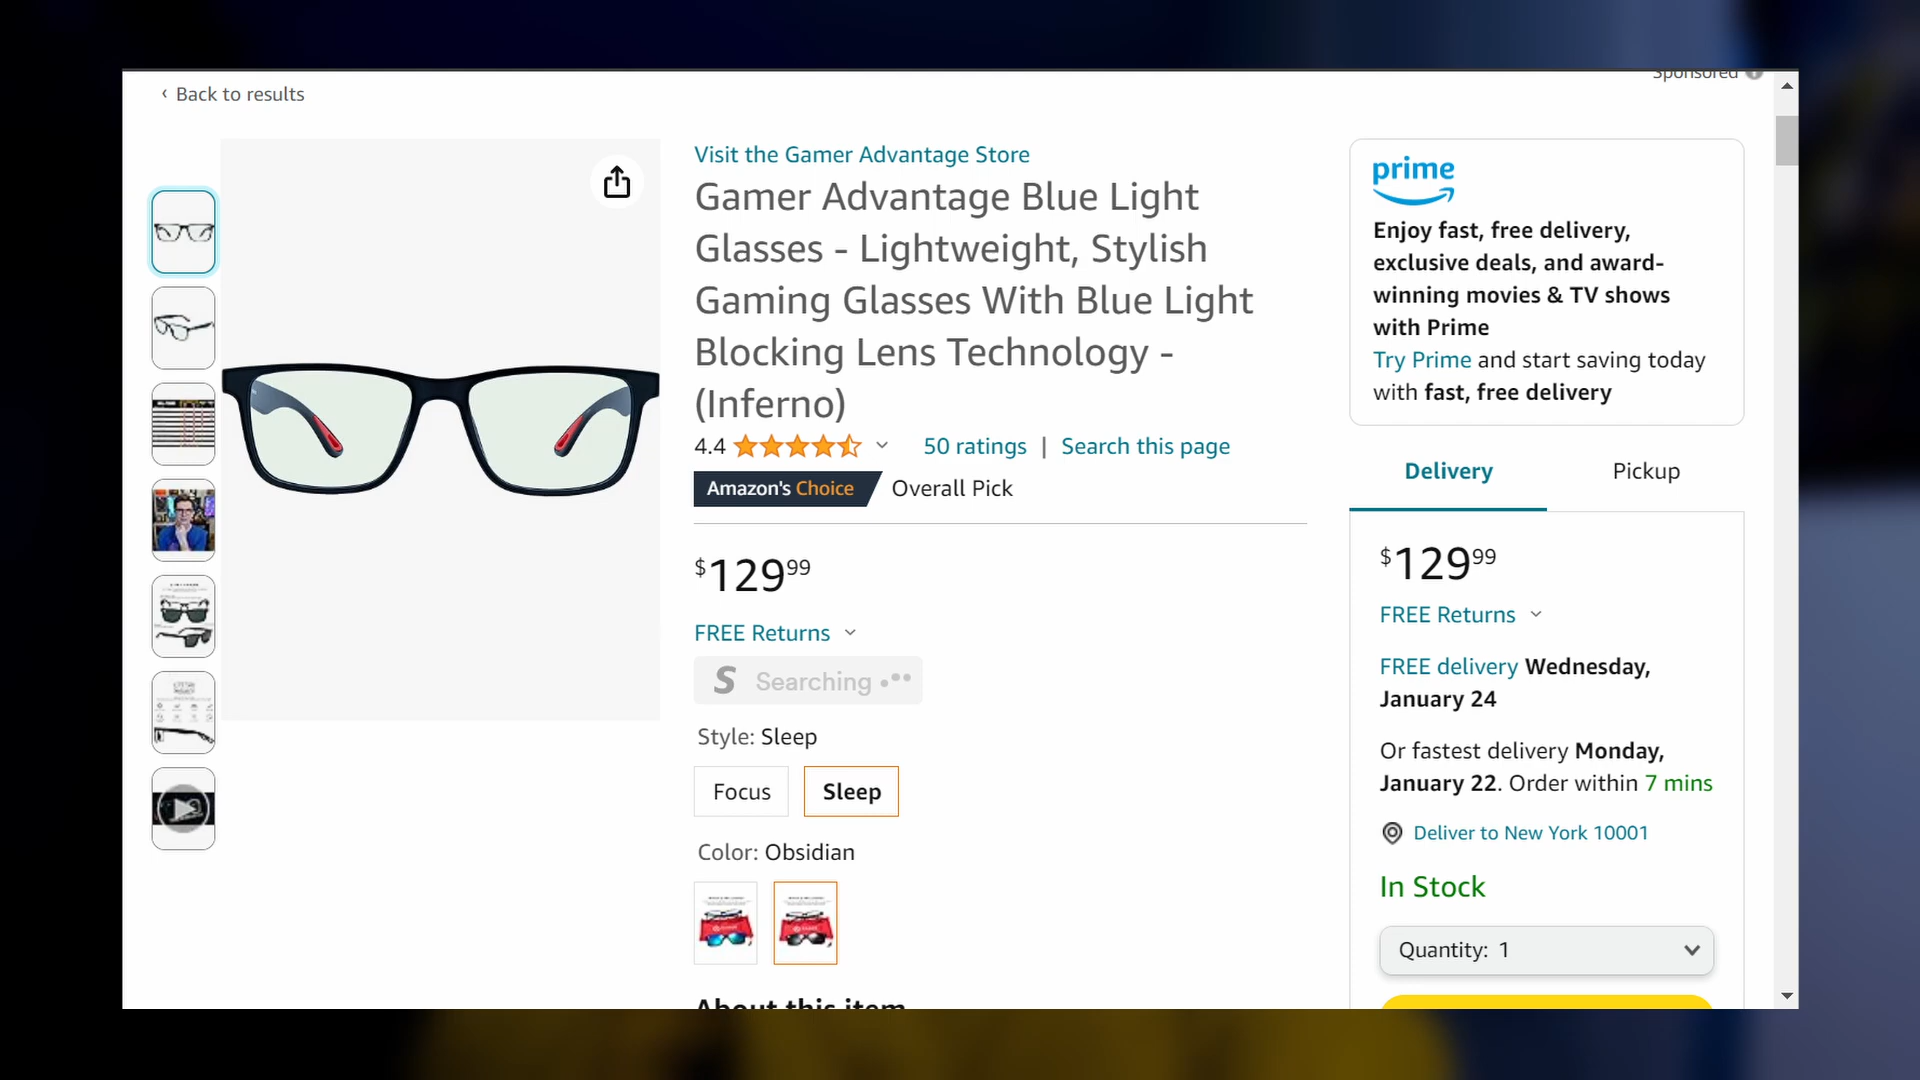 Sponsored
‹ Back to results
Visit the Gamer Advantage Store
Gamer Advantage Blue Light
Glasses - Lightweight, Stylish
Gaming Glasses With Blue Light
Blocking Lens Technology -
(Inferno)
4.4
50 ratings | Search this page
Amazon's Choice Overall Pick
$129.99
FREE Returns
S Searching
Style: Sleep
Focus Sleep
Color: Obsidian
About this item
prime
Enjoy fast, free delivery,
exclusive deals, and award-
winning movies & TV shows
with Prime
Try Prime and start saving today
with fast, free delivery
Delivery Pickup
$129.99
FREE Returns
FREE delivery Wednesday,
January 24
Or fastest delivery Monday,
January 22. Order within 7 mins
Deliver to New York 10001
In Stock
Quantity: 1